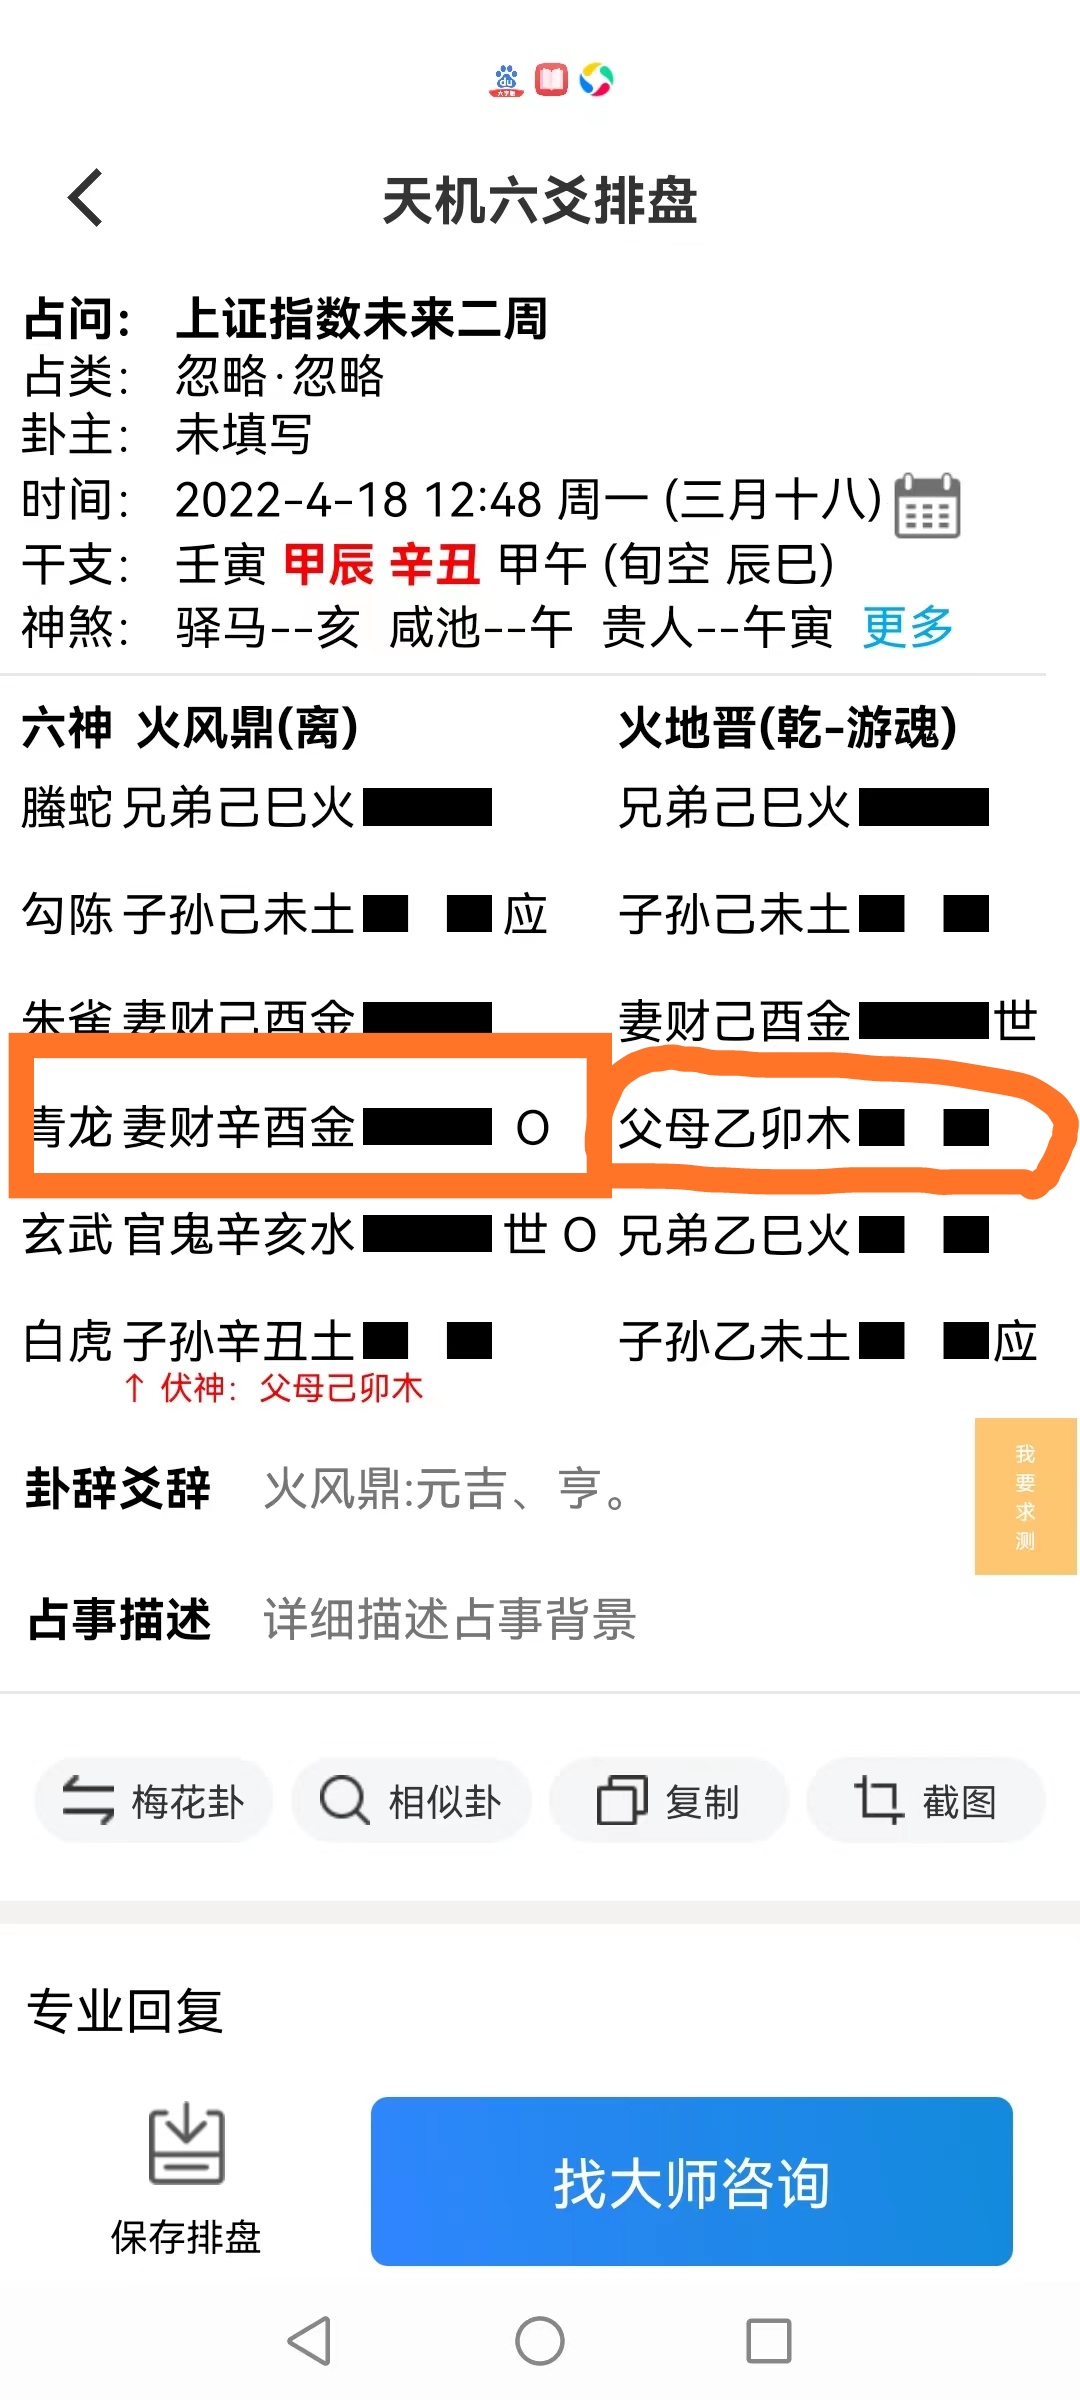 天机六爻排盘
占问： 上证指数未来二周
占类： 忽略·忽略
卦主： 未填写
时间： 2022-4-18 12:48 周一 (三月十八)
干支： 壬寅 甲辰 辛丑 甲午 (旬空 辰巳)
神煞： 驿马--亥 咸池--午 贵人--午寅 更多
六神 火风鼎(离) 火地晋(乾-游魂)
螣蛇 兄弟己巳火 兄弟己巳火
勾陈 子孙己未土 应 子孙己未土
朱雀 妻财己酉金 妻财己酉金 世
青龙 妻财辛酉金 O 父母乙卯木
玄武 官鬼辛亥水 世 O 兄弟乙巳火
白虎 子孙辛丑土 子孙乙未土 应
↑ 伏神： 父母己卯木
卦辞爻辞 火风鼎:元吉、亨。
我要求测
占事描述 详细描述占事背景
梅花卦 相似卦 复制 截图
专业回复
保存排盘
找大师咨询